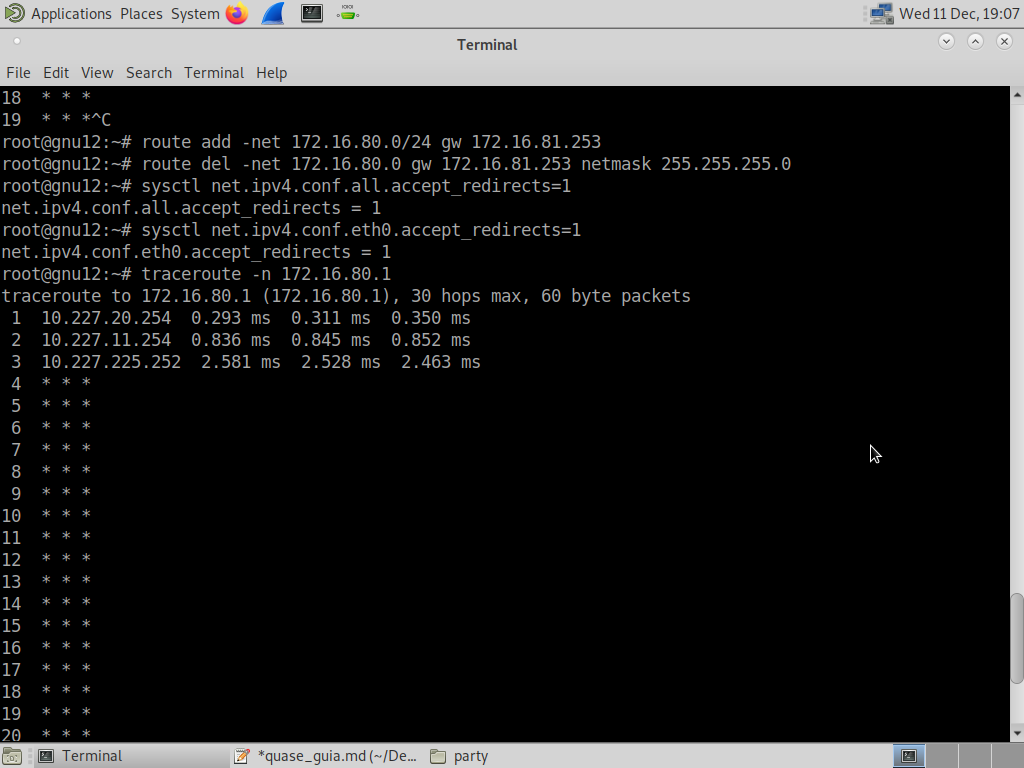 Applications Places System Wed 11 Dec, 19:07
Terminal
File Edit View Search Terminal Help
18  * * *
19  * * *^C
root@gnu12:~# route add -net 172.16.80.0/24 gw 172.16.81.253
root@gnu12:~# route del -net 172.16.80.0 gw 172.16.81.253 netmask 255.255.255.0
root@gnu12:~# sysctl net.ipv4.conf.all.accept_redirects=1
net.ipv4.conf.all.accept_redirects = 1
root@gnu12:~# sysctl net.ipv4.conf.eth0.accept_redirects=1
net.ipv4.conf.eth0.accept_redirects = 1
root@gnu12:~# traceroute -n 172.16.80.1
traceroute to 172.16.80.1 (172.16.80.1), 30 hops max, 60 byte packets
 1  10.227.20.254  0.293 ms  0.311 ms  0.350 ms
 2  10.227.11.254  0.836 ms  0.845 ms  0.852 ms
 3  10.227.225.252  2.581 ms  2.528 ms  2.463 ms
 4  * * *
 5  * * *
 6  * * *
 7  * * *
 8  * * *
 9  * * *
10  * * *
11  * * *
12  * * *
13  * * *
14  * * *
15  * * *
16  * * *
17  * * *
18  * * *
19  * * *
20  * * *
Terminal *quase_guia.md (~/De... party